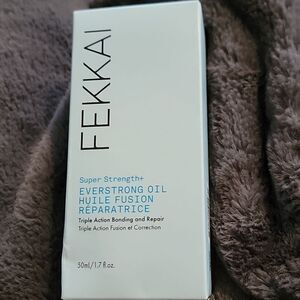 FEKKAI
Super Strength+
EVERSTRONG OIL
HUILE FUSION
RÉPARATRICE
Triple Action Bonding and Repair
Triple Action Fusion et Correction
50ml/1.7 fl.oz.